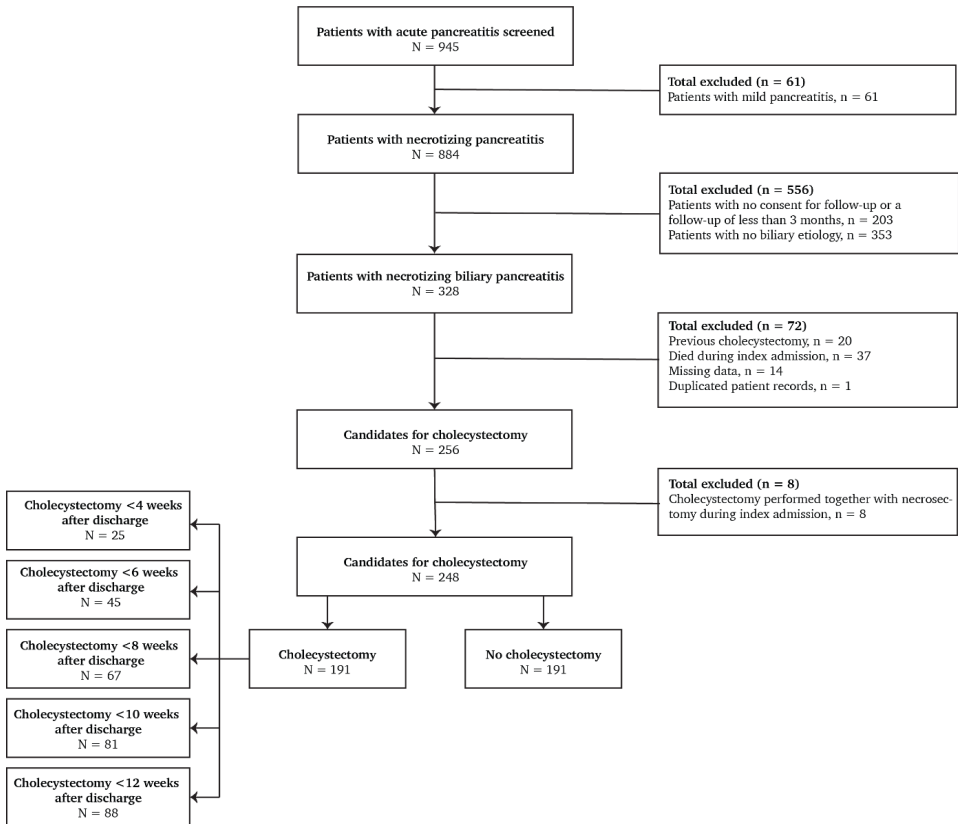 Patients with acute pancreatitis screened
N = 945
Total excluded (n = 61)
Patients with mild pancreatitis, n = 61
Patients with necrotizing pancreatitis
N = 884
Total excluded (n = 556)
Patients with no consent for follow-up or a
follow-up of less than 3 months, n = 203
Patients with no biliary etiology, n = 353
Patients with necrotizing biliary pancreatitis
N = 328
Total excluded (n = 72)
Previous cholecystectomy, n = 20
Died during index admission, n = 37
Missing data, n = 14
Duplicated patient records, n = 1
Candidates for cholecystectomy
N = 256
Total excluded (n = 8)
Cholecystectomy performed together with necrosec-
tomy during index admission, n = 8
Candidates for cholecystectomy
N = 248
Cholecystectomy
N = 191
No cholecystectomy
N = 191
Cholecystectomy <4 weeks
after discharge
N = 25
Cholecystectomy <6 weeks
after discharge
N = 45
Cholecystectomy <8 weeks
after discharge
N = 67
Cholecystectomy <10 weeks
after discharge
N = 81
Cholecystectomy <12 weeks
after discharge
N = 88